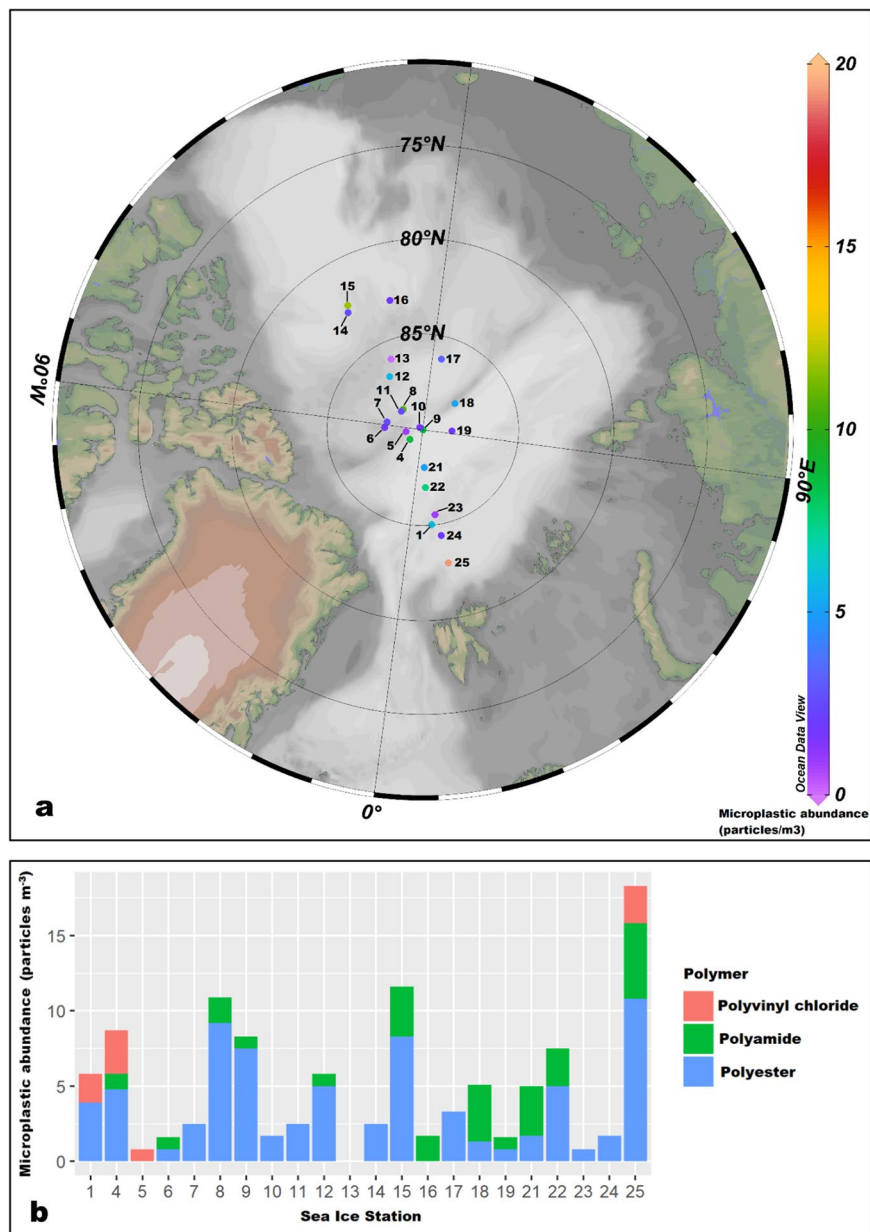 20
75°N
80°N
15
15
16
14
85°N
13
17
12
11
8
10
7
9
18
10
90°W
6
5
4
19
21
22
90°E
23
1
24
5
25
Ocean Data View
0
a
0°
Microplastic abundance
(particles/m3)
Microplastic abundance (particles m⁻³)
15
10
5
0
Polymer
Polyvinyl chloride
Polyamide
Polyester
1 4 5 6 7 8 9 10 11 12 13 14 15 16 17 18 19 21 22 23 24 25
Sea Ice Station
b